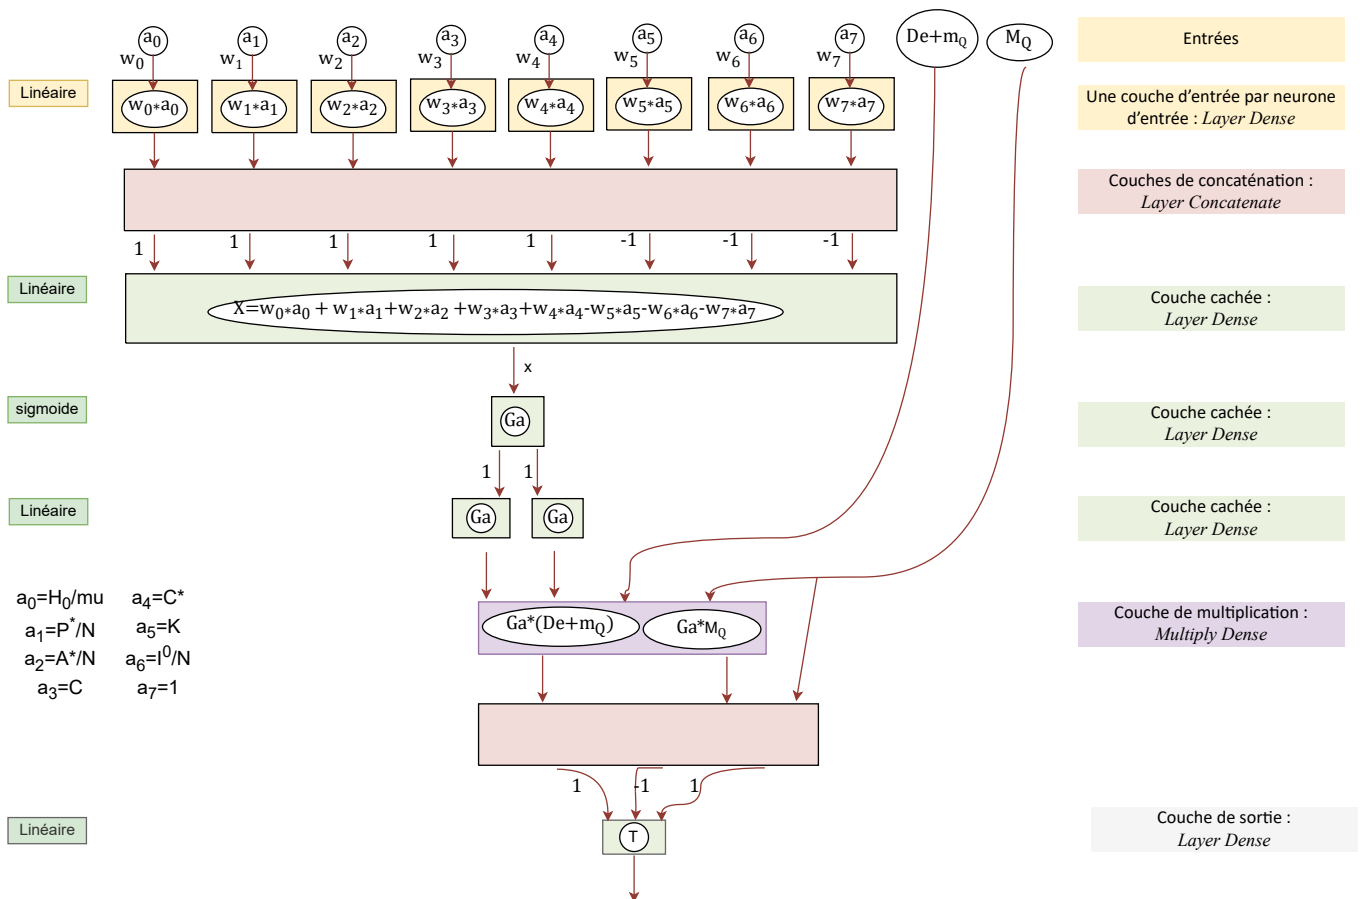 a0 a1 a2 a3 a4 a5 a6 a7 De+mQ MQ Entrées
w0 w1 w2 w3 w4 w5 w6 w7
Linéaire
w0*a0 w1*a1 w2*a2 w3*a3 w4*a4 w5*a5 w6*a6 w7*a7
Une couche d'entrée par neurone
d'entrée : Layer Dense
Couches de concaténation :
Layer Concatenate
1 1 1 1 1 -1 -1 -1
Linéaire
X=w0*a0 + w1*a1+w2*a2 +w3*a3+w4*a4-w5*a5-w6*a6-w7*a7
Couche cachée :
Layer Dense
x
sigmoide
Ga
Couche cachée :
Layer Dense
1 1
Linéaire
Ga Ga
Couche cachée :
Layer Dense
a0=H0/mu a4=C*
a1=P*/N a5=K
a2=A*/N a6=I^0/N
a3=C a7=1
Ga*(De+mQ) Ga*MQ
Couche de multiplication :
Multiply Dense
1 -1 1
Linéaire
T
Couche de sortie :
Layer Dense